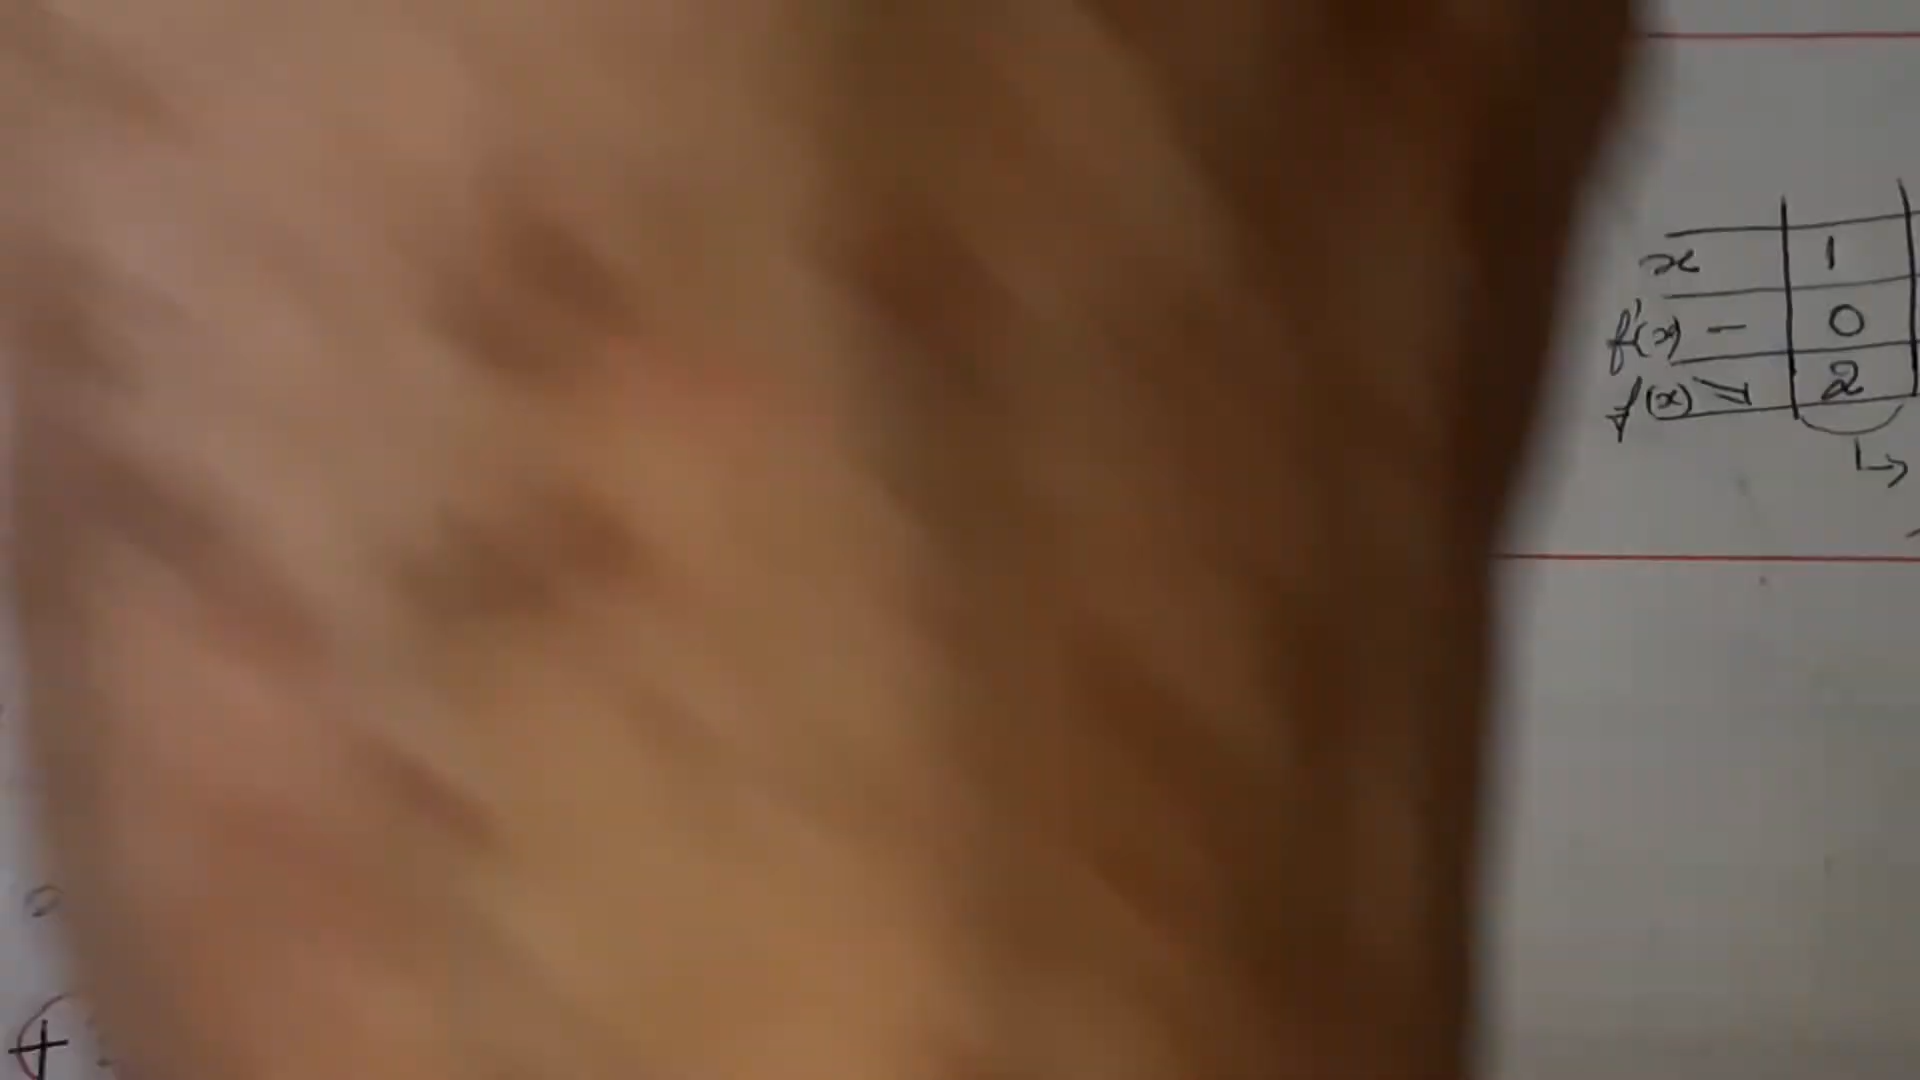 x | 1 |
f'(x) − | 0 |
f(x) ↘ | 2 |
↳
+